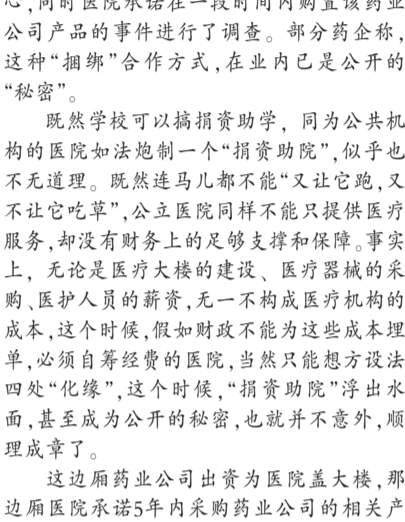 心,同时医院承诺在一段时间内购置该药业
公司产品的事件进行了调查。部分药企称,
这种“捆绑”合作方式,在业内已是公开的
“秘密”。
既然学校可以搞捐资助学,同为公共机
构的医院如法炮制一个“捐资助院”,似乎也
不无道理。既然连马儿都不能“又让它跑,又
不让它吃草”,公立医院同样不能只提供医疗
服务,却没有财务上的足够支撑和保障。事实
上,无论是医疗大楼的建设、医疗器械的采
购、医护人员的薪资,无一不构成医疗机构的
成本,这个时候,假如财政不能为这些成本埋
单,必须自筹经费的医院,当然只能想方设法
四处“化缘”,这个时候,“捐资助院”浮出水
面,甚至成为公开的秘密,也就并不意外,顺
理成章了。
这边厢药业公司出资为医院盖大楼,那
边厢医院承诺5年内采购药业公司的相关产